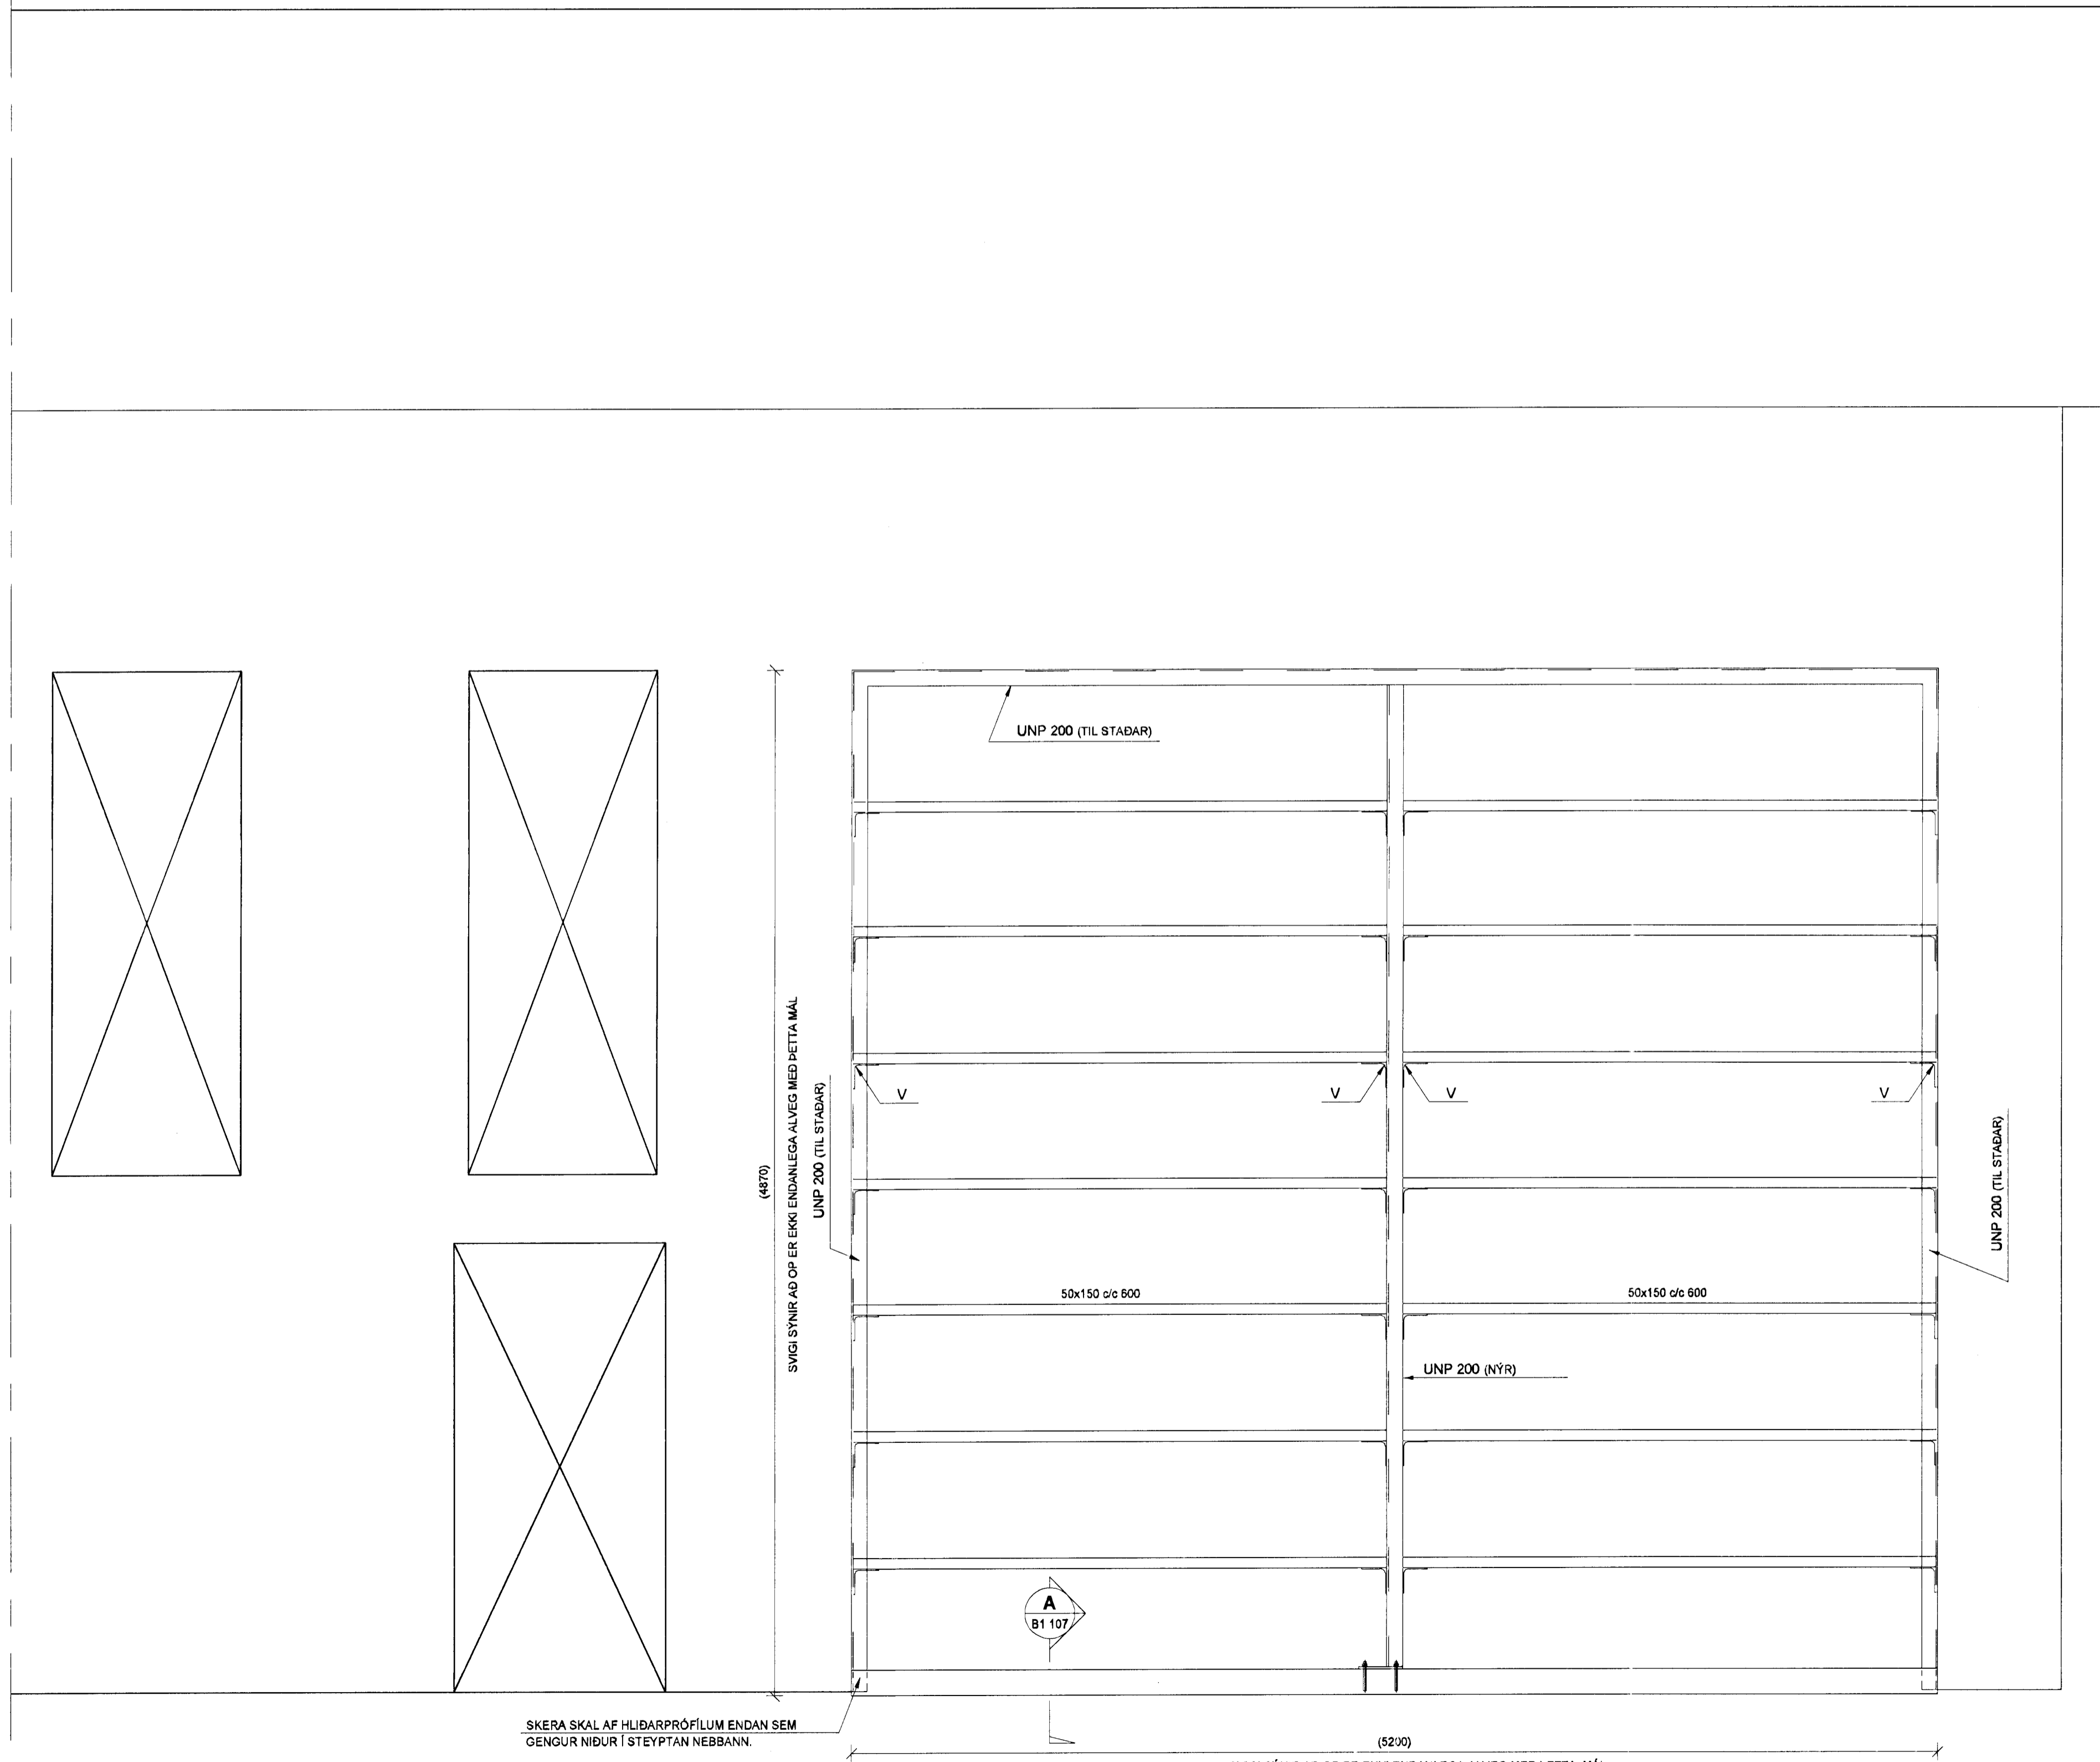 UNP 200 (TIL STAÐAR)
V
V
V
V
UNP 200 (TIL STAÐAR)
SVIGI SÝNIR AÐ OP ER EKKI ENDANLEGA ALVEG MEÐ ÞETTA MÁL
(4870)
UNP 200 (TIL STAÐAR)
50x150 c/c 600
50x150 c/c 600
UNP 200 (NÝR)
A
B1 107
SKERA SKAL AF HLIÐARPRÓFÍLUM ENDAN SEM
GENGUR NIÐUR Í STEYPTAN NEBBANN.
(5200)